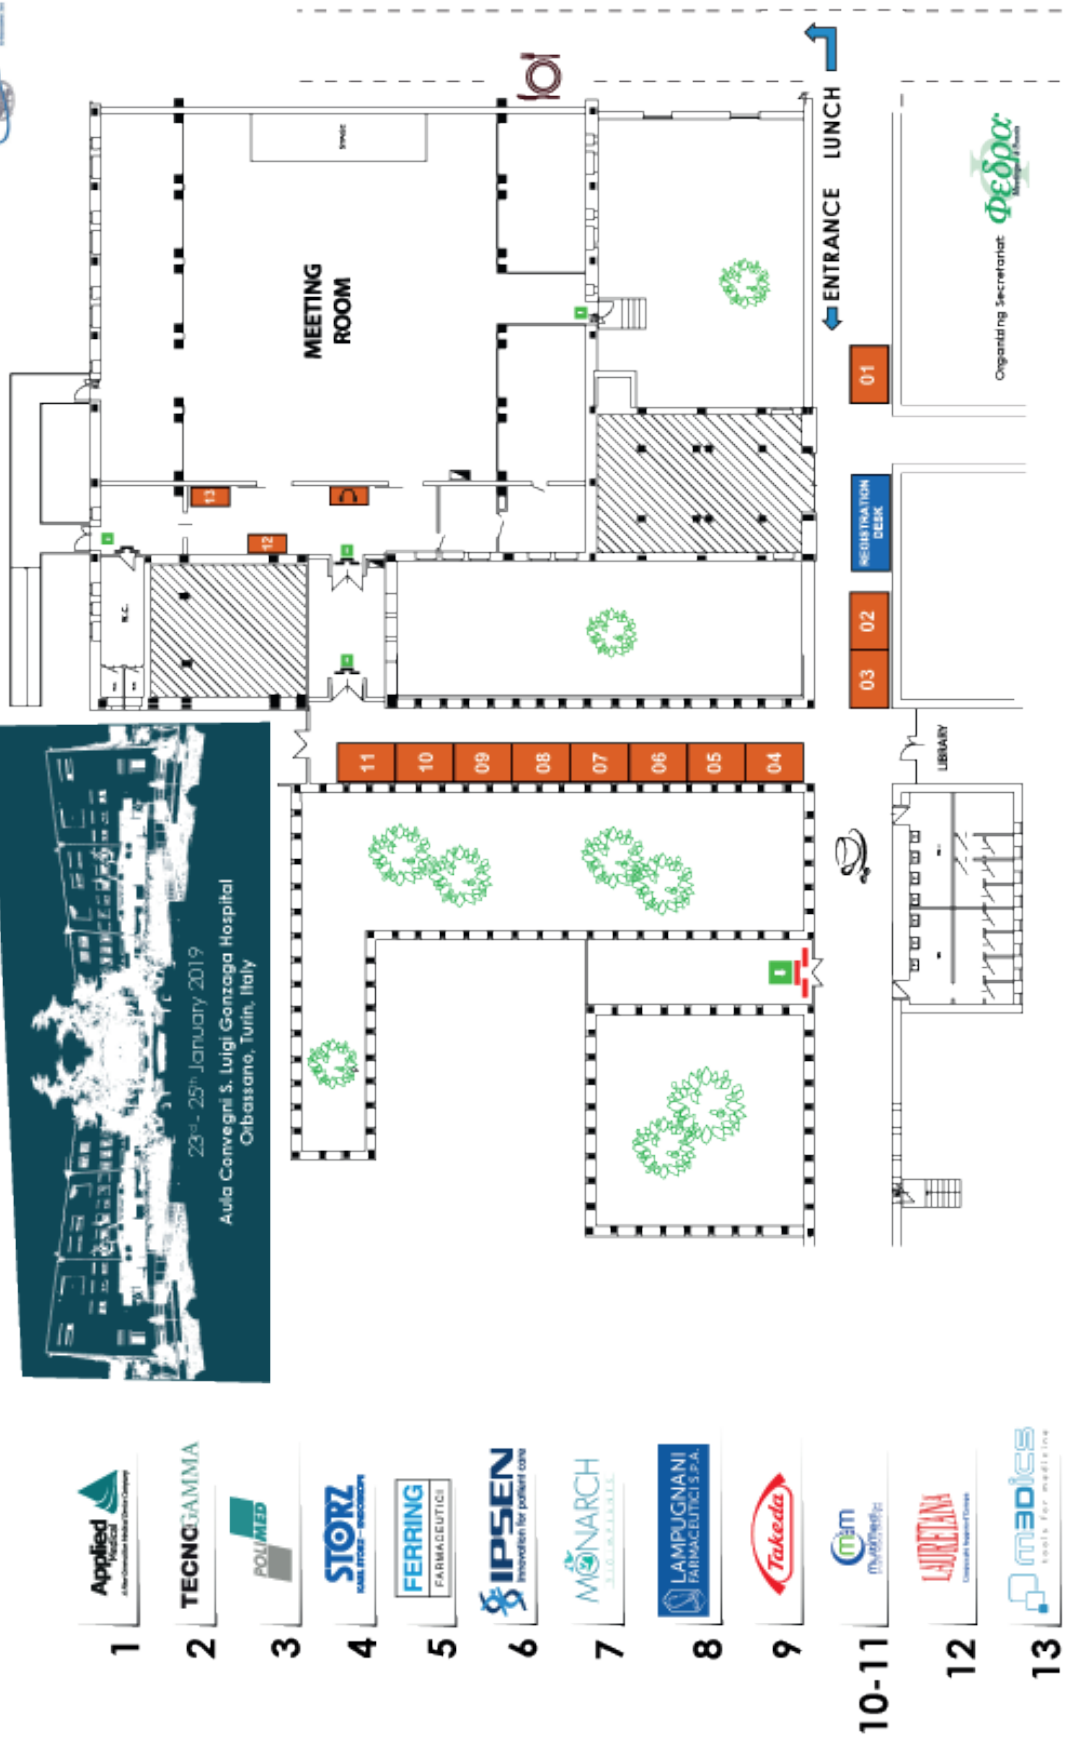 23rd - 25th January 2019
Aula Convegni S. Luigi Gonzaga Hospital
Orbassano, Turin, Italy
MEETING
ROOM
STAGE
W.C.
13
12
11
10
09
08
07
06
05
04
03
02
REGISTRATION
DESK
01
ENTRANCE
LUNCH
LIBRARY
Organizing Secretariat
Φεδρα
1
Applied
Medical
2
TECNOGAMMA
3
POLIMED
4
STORZ
KARL STORZ—ENDOSKOPE
5
FERRING
FARMACEUTICI
6
IPSEN
Innovation for patient care
7
MONARCH
BIOIMPLANTS
8
LAMPUGNANI
FARMACEUTICI S.P.A.
9
Takeda
10-11
12
LAURETANA
13
m3Dics
tools for medicine